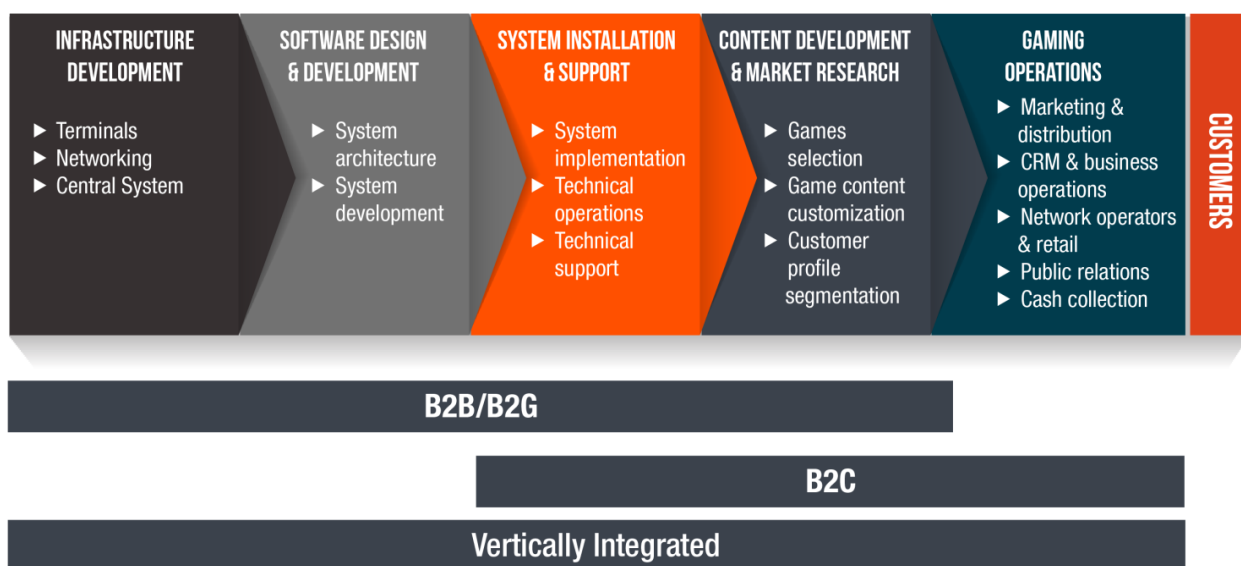 INFRASTRUCTURE
DEVELOPMENT
► Terminals
► Networking
► Central System
SOFTWARE DESIGN
& DEVELOPMENT
► System
architecture
► System
development
SYSTEM INSTALLATION
& SUPPORT
► System
implementation
► Technical
operations
► Technical
support
CONTENT DEVELOPMENT
& MARKET RESEARCH
► Games
selection
► Game content
customization
► Customer
profile
segmentation
GAMING
OPERATIONS
► Marketing &
distribution
► CRM & business
operations
► Network operators
& retail
► Public relations
► Cash collection
CUSTOMERS
B2B/B2G
B2C
Vertically Integrated